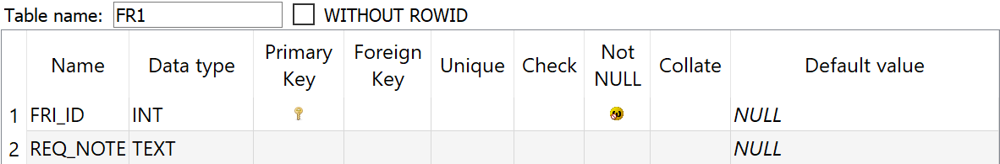 Table name: FR1 WITHOUT ROWID
Name Data type Primary Key Foreign Key Unique Check Not NULL Collate Default value
1 FRI_ID INT NULL
2 REQ_NOTE TEXT NULL